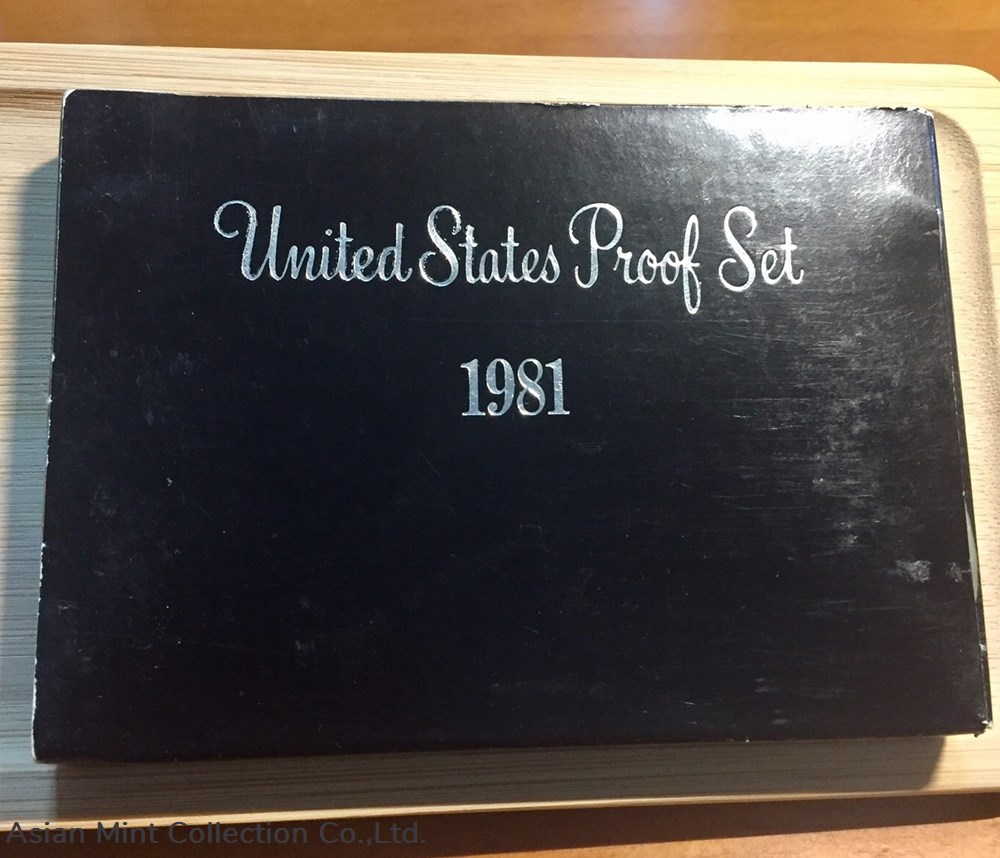 United States Proof Set
1981
Asian Mint Collection Co.,Ltd.